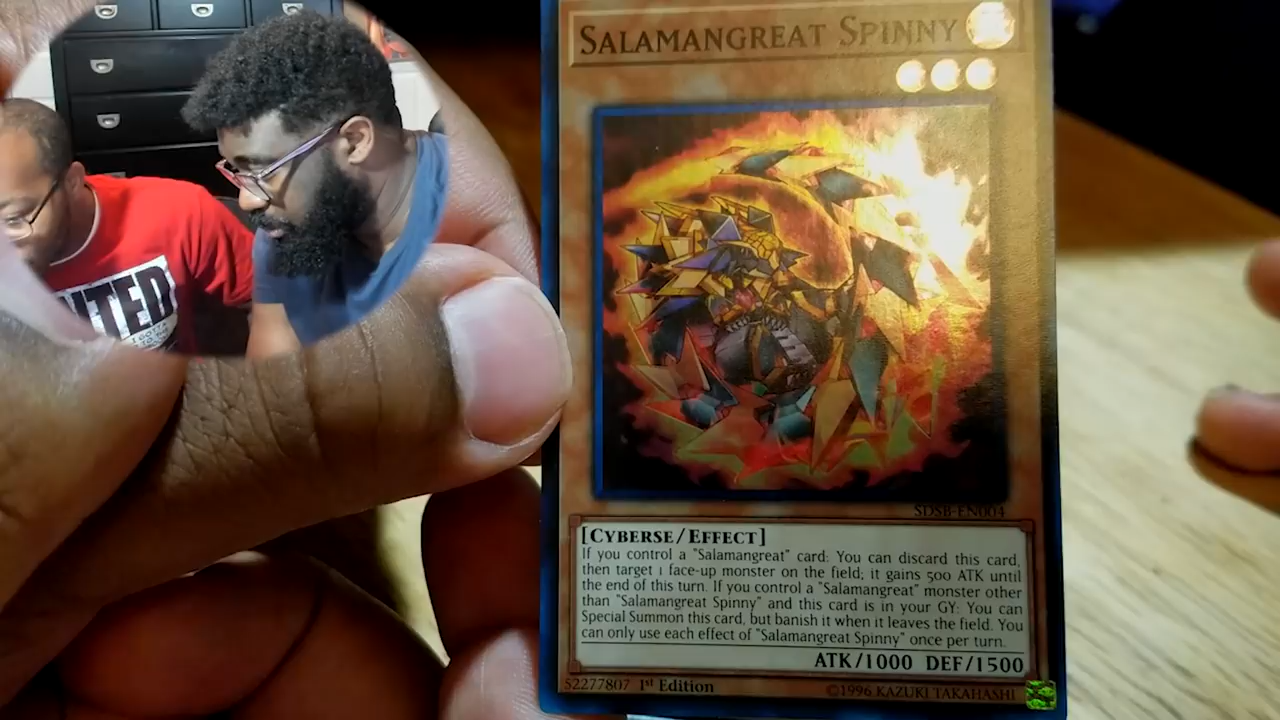 SALAMANGREAT SPINNY
SDSB-EN004
[CYBERSE/EFFECT]
If you control a "Salamangreat" card: You can discard this card,
then target 1 face-up monster on the field; it gains 500 ATK until
the end of this turn. If you control a "Salamangreat" monster other
than "Salamangreat Spinny" and this card is in your GY: You can
Special Summon this card, but banish it when it leaves the field. You
can only use each effect of "Salamangreat Spinny" once per turn.
ATK/1000 DEF/1500
52277807 1st Edition
©1996 KAZUKI TAKAHASHI